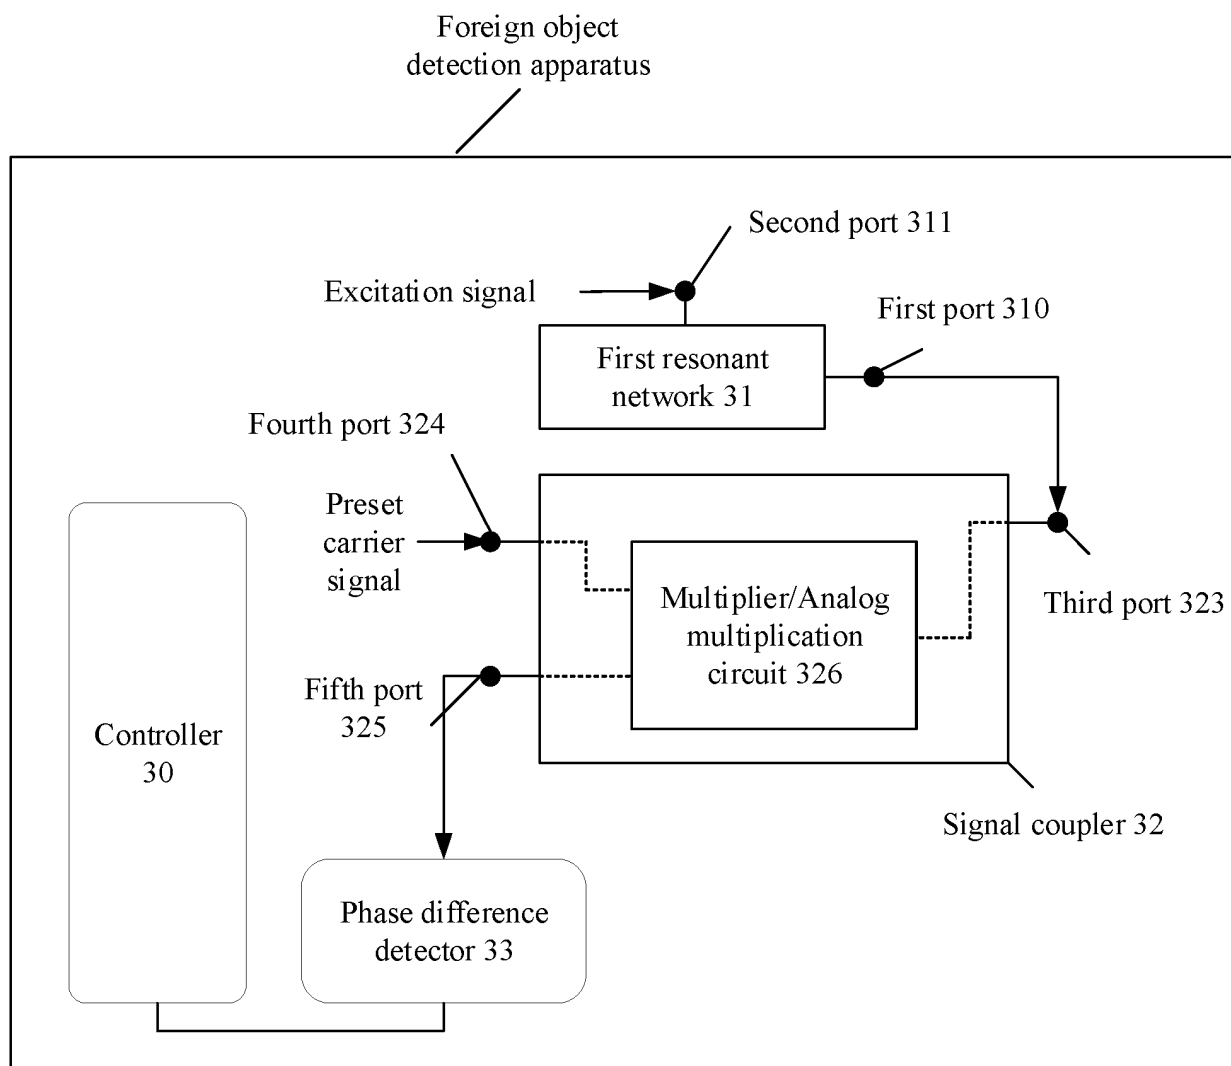 Foreign object
detection apparatus
Second port 311
Excitation signal
First port 310
First resonant
network 31
Fourth port 324
Preset
carrier
signal
Multiplier/Analog
multiplication
circuit 326
Third port 323
Fifth port
325
Controller
30
Signal coupler 32
Phase difference
detector 33